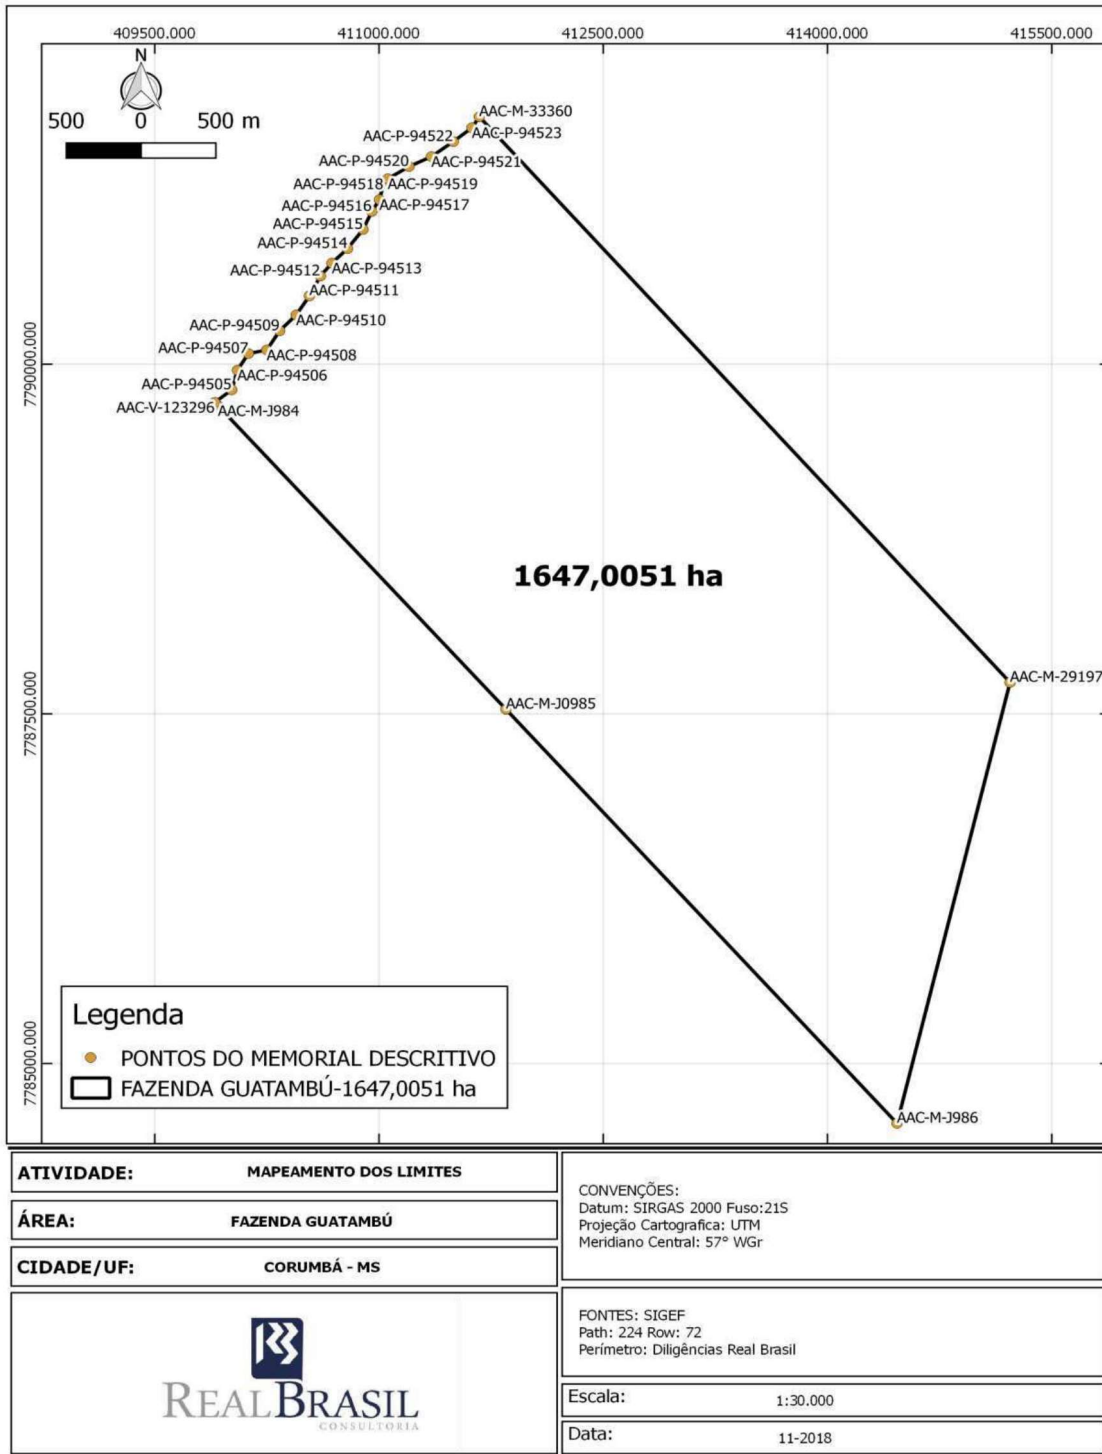 409500.000 411000.000 412500.000 414000.000 415500.000
N
500 0 500 m
AAC-M-33360
AAC-P-94522 AAC-P-94523
AAC-P-94520 AAC-P-94521
AAC-P-94518 AAC-P-94519
AAC-P-94516 AAC-P-94517
AAC-P-94515
AAC-P-94514
AAC-P-94512 AAC-P-94513
AAC-P-94511
AAC-P-94509 AAC-P-94510
AAC-P-94507 AAC-P-94508
7790000.000
AAC-P-94505 AAC-P-94506
AAC-V-123296 AAC-M-J984
1647,0051 ha
AAC-M-29197
AAC-M-J0985
7787500.000
Legenda
PONTOS DO MEMORIAL DESCRITIVO
FAZENDA GUATAMBÚ-1647,0051 ha
7785000.000
AAC-M-J986
ATIVIDADE: MAPEAMENTO DOS LIMITES
ÁREA: FAZENDA GUATAMBÚ
CIDADE/UF: CORUMBÁ - MS
CONVENÇÕES:
Datum: SIRGAS 2000 Fuso:21S
Projeção Cartografica: UTM
Meridiano Central: 57° WGr
FONTES: SIGEF
Path: 224 Row: 72
Perímetro: Diligências Real Brasil
REALBRASIL
CONSULTORIA
Escala: 1:30.000
Data: 11-2018